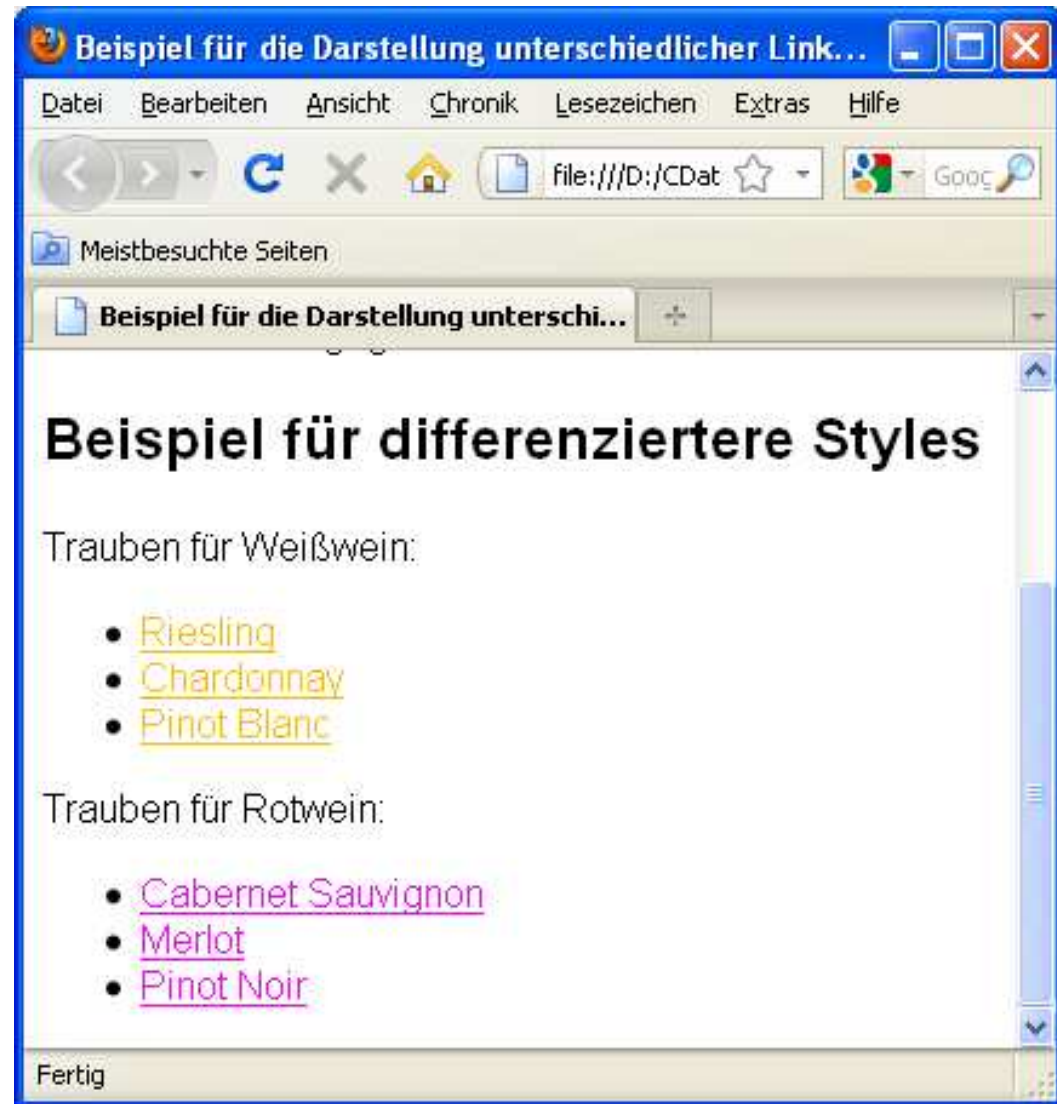 Beispiel für die Darstellung unterschiedlicher Link...
Datei Bearbeiten Ansicht Chronik Lesezeichen Extras Hilfe
file:///D:/CDat Goog
Meistbesuchte Seiten
Beispiel für die Darstellung unterschi...
Beispiel für differenziertere Styles
Trauben für Weißwein:
• Riesling
• Chardonnay
• Pinot Blanc
Trauben für Rotwein:
• Cabernet Sauvignon
• Merlot
• Pinot Noir
Fertig